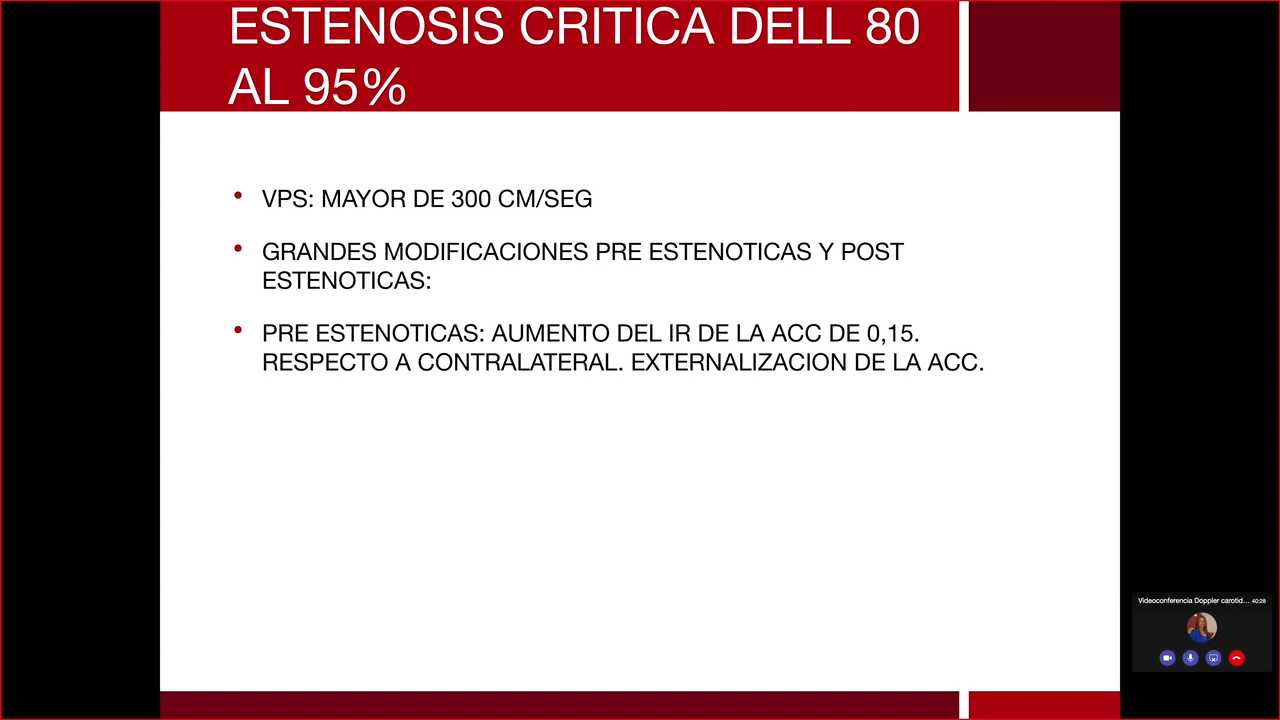 ESTENOSIS CRITICA DELL 80
AL 95%
• VPS: MAYOR DE 300 CM/SEG
• GRANDES MODIFICACIONES PRE ESTENOTICAS Y POST
ESTENOTICAS:
• PRE ESTENOTICAS: AUMENTO DEL IR DE LA ACC DE 0,15.
RESPECTO A CONTRALATERAL. EXTERNALIZACION DE LA ACC.
Videoconferencia Doppler carotid... 40:28